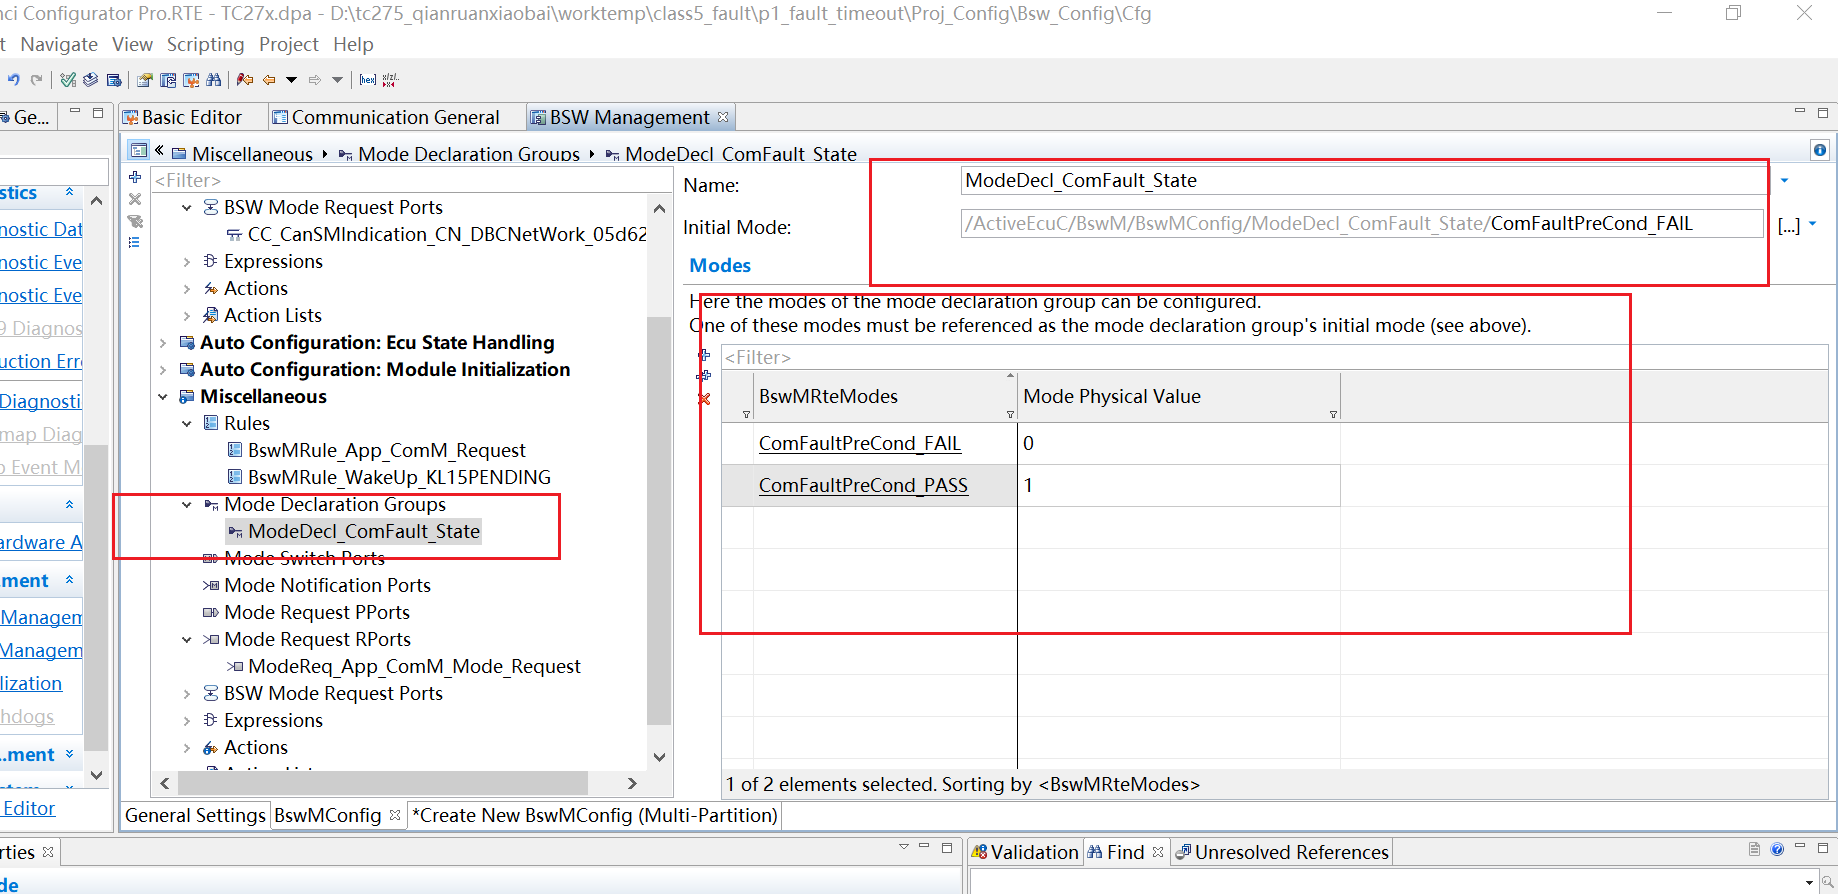 nci Configurator Pro.RTE - TC27x.dpa - D:\tc275_qianruanxiaobai\worktemp\class5_fault\p1_fault_timeout\Proj_Config\Bsw_Config\Cfg
t Navigate View Scripting Project Help
[hex]
Ge... Basic Editor Communication General BSW Management
« Miscellaneous Mode Declaration Groups ModeDecl_ComFault_State
<Filter>
stics
nostic Dat
nostic Eve
nostic Eve
9 Diagnos
uction Erre
Diagnosti
map Diag
o Event M
ardware A
.ment
Managem
Managem
lization
hdogs
..ment
Editor
BSW Mode Request Ports
CC_CanSMIndication_CN_DBCNetWork_05d62
Expressions
Actions
Action Lists
Auto Configuration: Ecu State Handling
Auto Configuration: Module Initialization
Miscellaneous
Rules
BswMRule_App_ComM_Request
BswMRule_WakeUp_KL15PENDING
Mode Declaration Groups
ModeDecl_ComFault_State
Mode Switch Ports
Mode Notification Ports
Mode Request PPorts
Mode Request RPorts
ModeReq_App_ComM_Mode_Request
BSW Mode Request Ports
Expressions
Actions
Name: ModeDecl_ComFault_State
Initial Mode: /ActiveEcuC/BswM/BswMConfig/ModeDecl_ComFault_State/ComFaultPreCond_FAIL [...]
Modes
Here the modes of the mode declaration group can be configured.
One of these modes must be referenced as the mode declaration group's initial mode (see above).
<Filter>
BswMRteModes Mode Physical Value
ComFaultPreCond_FAIL 0
ComFaultPreCond_PASS 1
1 of 2 elements selected. Sorting by <BswMRteModes>
General Settings BswMConfig *Create New BswMConfig (Multi-Partition)
rties Validation Find Unresolved References
de